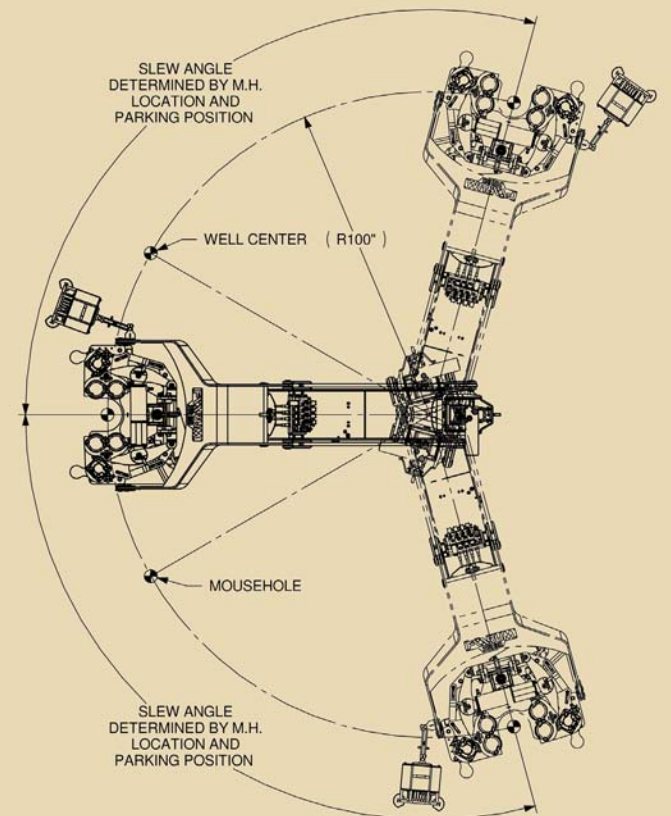 SLEW ANGLE
DETERMINED BY M.H.
LOCATION AND
PARKING POSITION
WELL CENTER ( R100" )
MOUSEHOLE
SLEW ANGLE
DETERMINED BY M.H.
LOCATION AND
PARKING POSITION